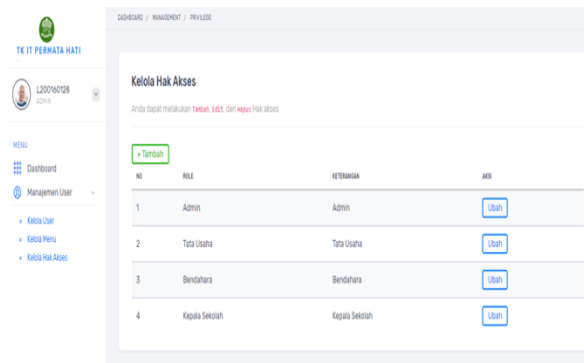 TK IT PERMATA HATI
L200160128
ADMIN
MENU
Dashboard
Manajemen User
Kelola User
Kelola Menu
Kelola Hak Akses
DASHBOARD / MANAGEMENT / PRIVILEGE
Kelola Hak Akses
Anda dapat melakukan Tambah, Edit, dan Hapus Hak akses
+ Tambah
NO ROLE KETERANGAN AKSI
1 Admin Admin Ubah
2 Tata Usaha Tata Usaha Ubah
3 Bendahara Bendahara Ubah
4 Kepala Sekolah Kepala Sekolah Ubah